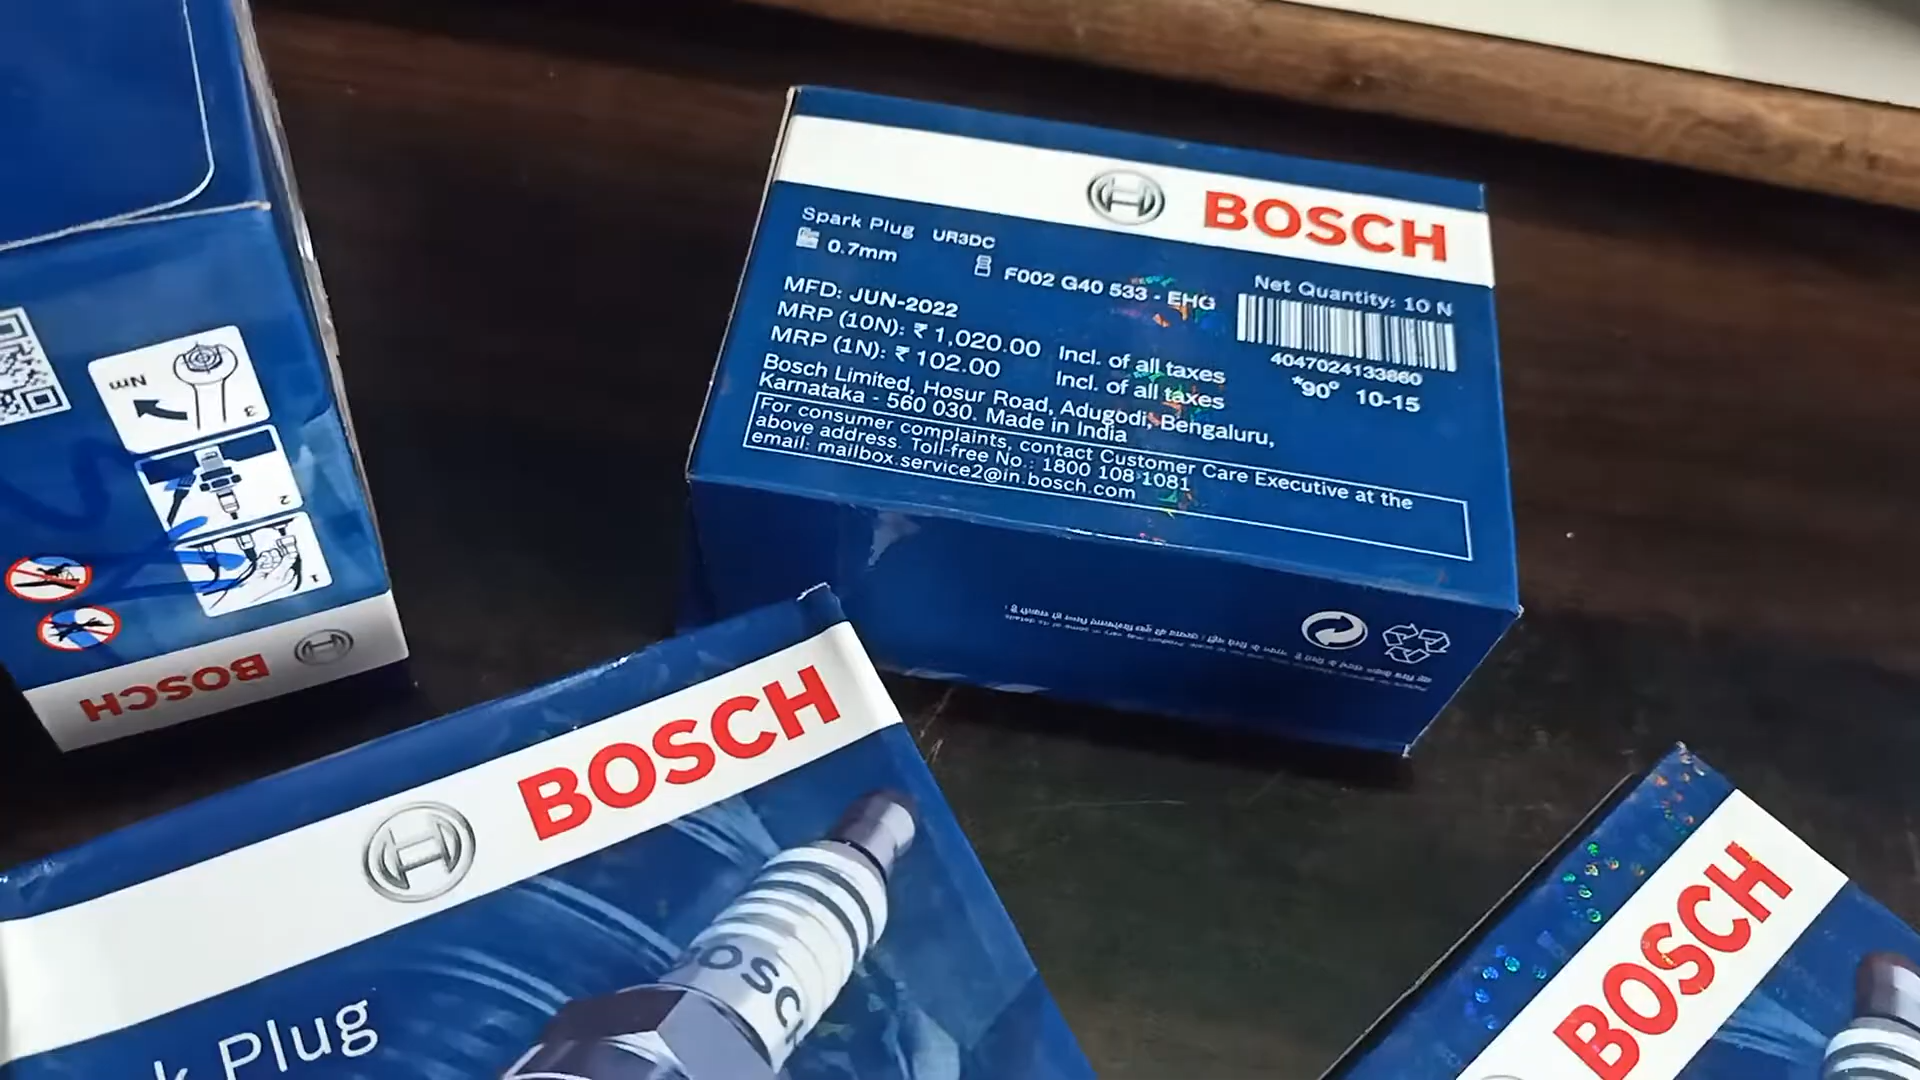 BOSCH
Spark Plug UR3DC
0.7mm
F002 G40 533 - EHG
Net Quantity: 10 N
MFD: JUN-2022
MRP (10N): ₹ 1,020.00 Incl. of all taxes
MRP (1N): ₹ 102.00 Incl. of all taxes
4047024133860
*90° 10-15
Bosch Limited, Hosur Road, Adugodi, Bengaluru,
Karnataka - 560 030. Made in India
For consumer complaints, contact Customer Care Executive at the
above address. Toll-free No.: 1800 108 1081
email: mailbox.service2@in.bosch.com
Nm
3
2
1
BOSCH
BOSCH
BOSCH
k Plug
BOSCH